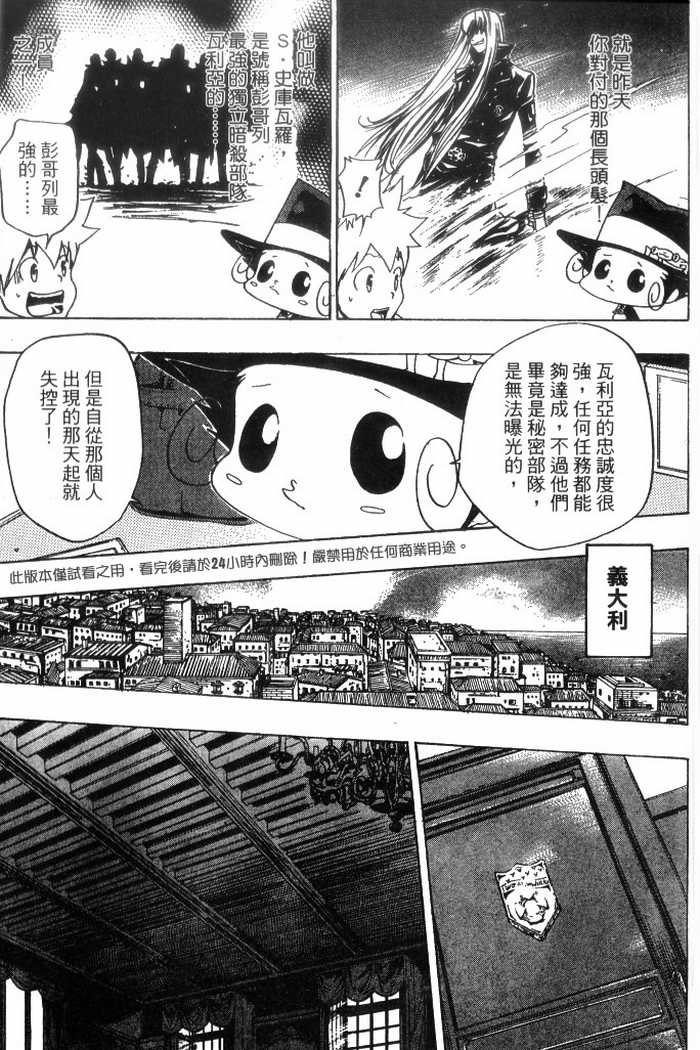 就是昨天
你對付的那個長頭髮！
！
他叫做
S・史庫瓦羅，
是號稱彭哥列
最強的獨立暗殺部隊
瓦利亞的……
成員
之一。
彭哥列最
強的……
瓦利亞的忠誠度很
強，任何任務都能
夠達成，不過他們
畢竟是秘密部隊，
是無法曝光的，
但是自從那個人
出現的那天起就
失控了！
此版本僅試看之用，看完後請於24小時內刪除！嚴禁用於任何商業用途。
義大利